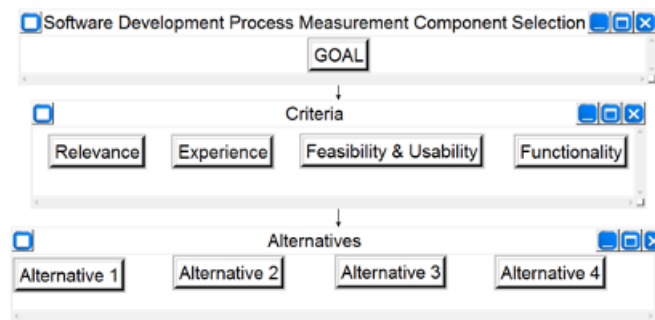 Software Development Process Measurement Component Selection
GOAL
Criteria
Relevance Experience Feasibility & Usability Functionality
Alternatives
Alternative 1 Alternative 2 Alternative 3 Alternative 4